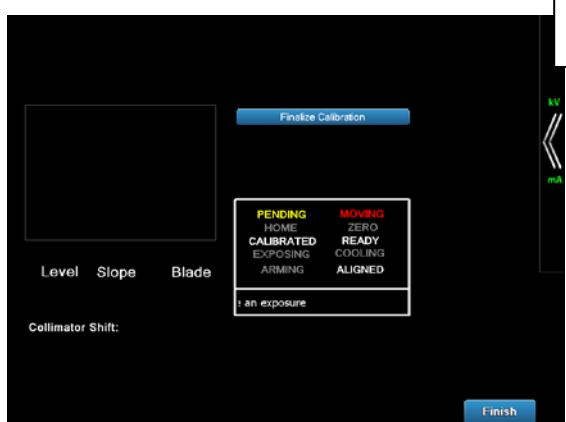 Finalize Calibration
kV
mA
PENDING MOVING
HOME ZERO
CALIBRATED READY
EXPOSING COOLING
ARMING ALIGNED
an exposure
Level Slope Blade
Collimator Shift:
Finish